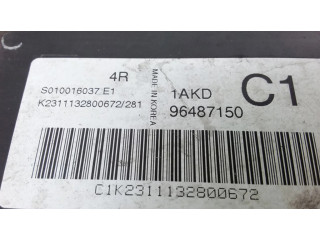 4R
S010016037 E1
K2311132800672/281
MADE IN KOREA
1AKD
96487150
C1
C1K2311132800672